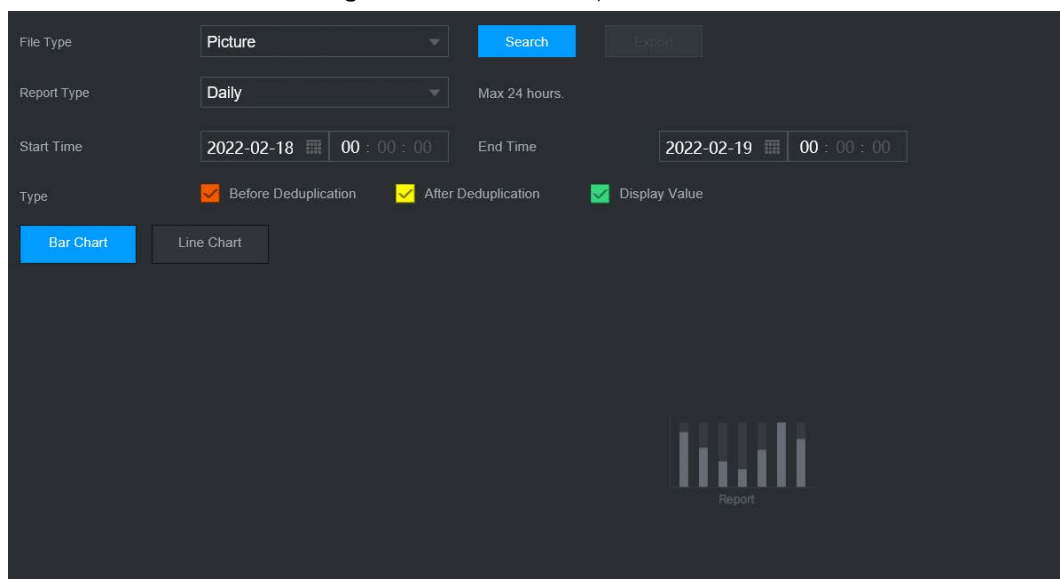 File Type Picture Search Export
Report Type Daily Max 24 hours.
Start Time 2022-02-18 00 : 00 : 00 End Time 2022-02-19 00 : 00 : 00
Type Before Deduplication After Deduplication Display Value
Bar Chart Line Chart
Report